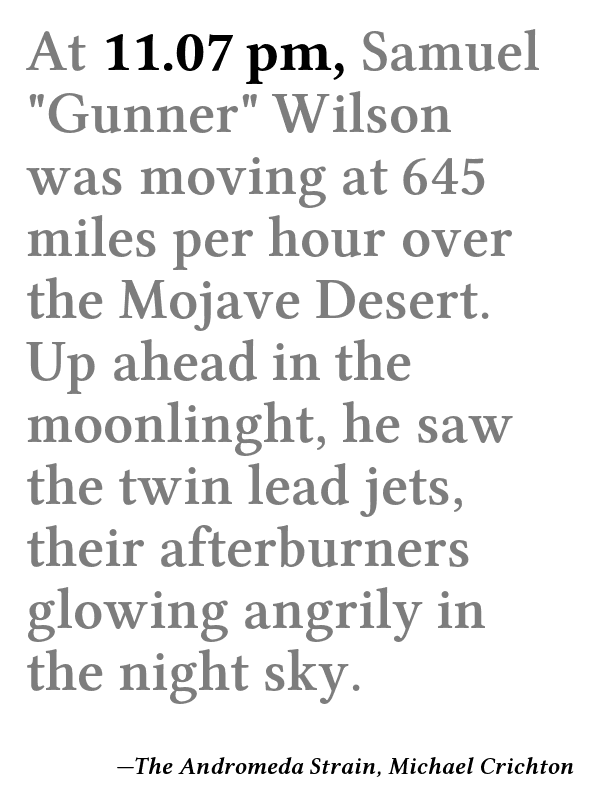 At 11.07 pm, Samuel
"Gunner" Wilson
was moving at 645
miles per hour over
the Mojave Desert.
Up ahead in the
moonlinght, he saw
the twin lead jets,
their afterburners
glowing angrily in
the night sky.
—The Andromeda Strain, Michael Crichton